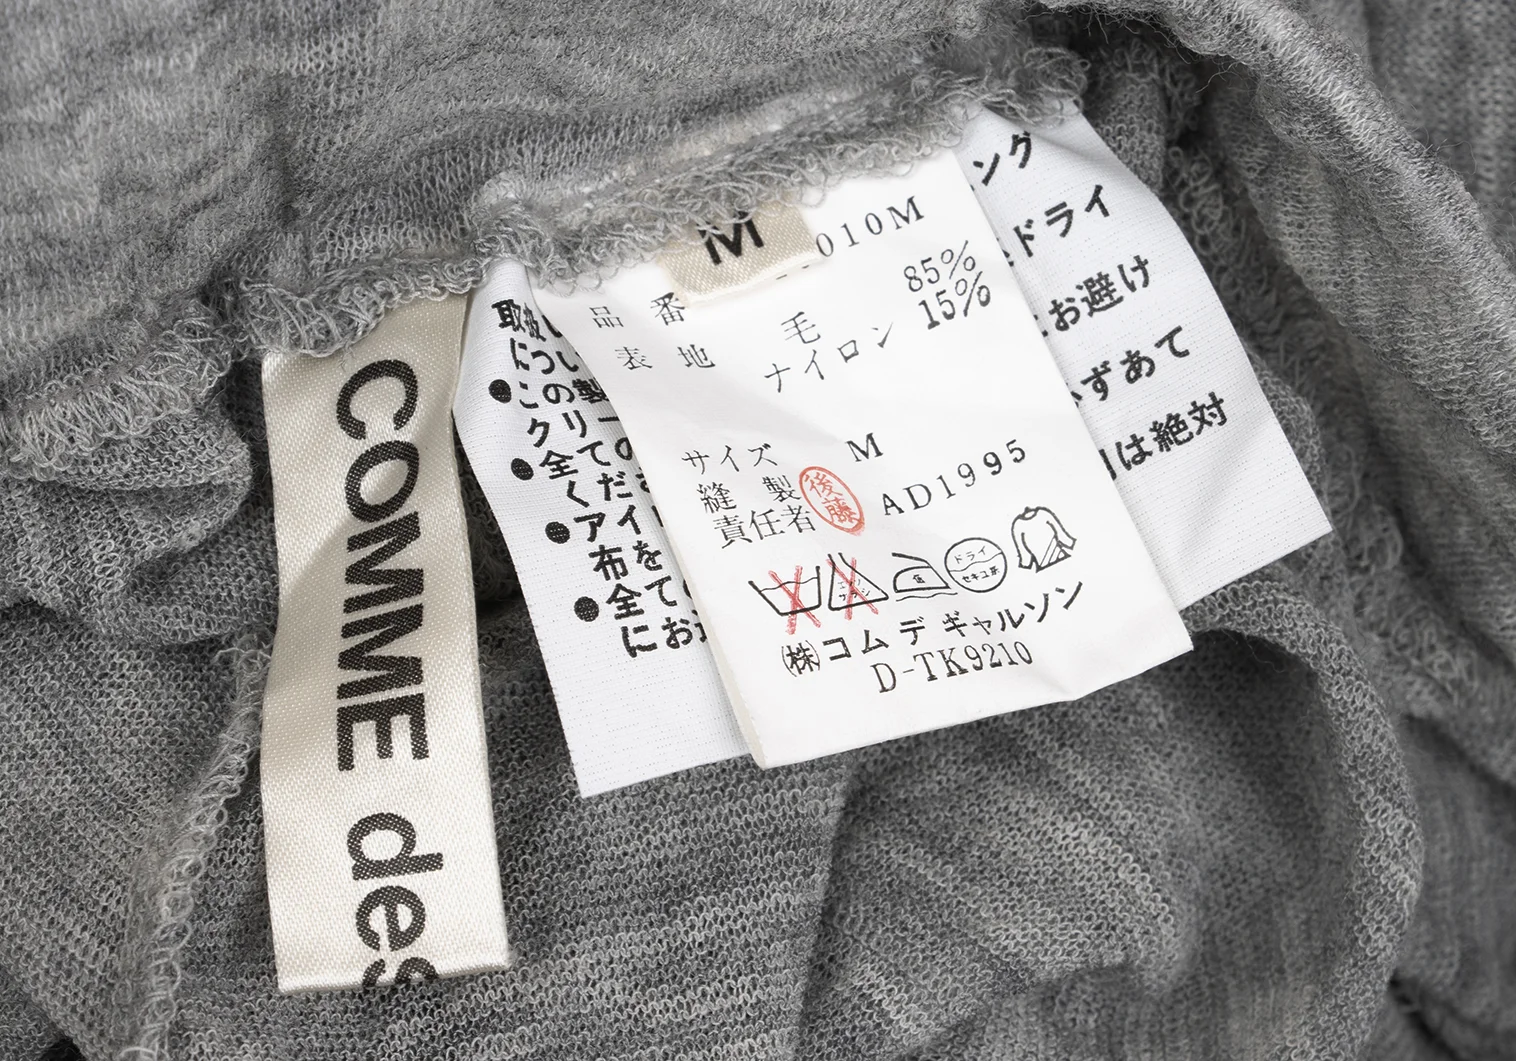 COMME des
M
010M
品番
毛 85%
表地
ナイロン 15%
サイズ M
縫製
責任者
後藤
AD1995
ドライ
セキユ系
(株)コム デ ギャルソン
D-TK9210
取扱い
につい
●この製
クリー
●全て
くだ
●アイ
布を
●全て
にお
ング
ドライ
お避け
ずあて
は絶対